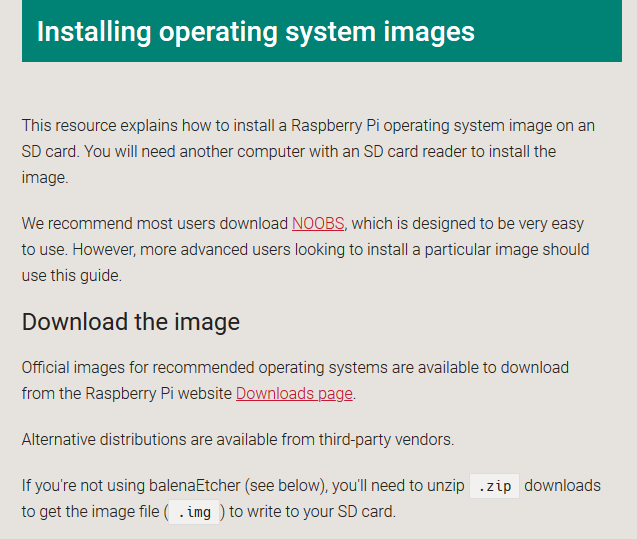 Installing operating system images
This resource explains how to install a Raspberry Pi operating system image on an
SD card. You will need another computer with an SD card reader to install the
image.
We recommend most users download NOOBS, which is designed to be very easy
to use. However, more advanced users looking to install a particular image should
use this guide.
Download the image
Official images for recommended operating systems are available to download
from the Raspberry Pi website Downloads page.
Alternative distributions are available from third-party vendors.
If you're not using balenaEtcher (see below), you'll need to unzip .zip downloads
to get the image file ( .img ) to write to your SD card.